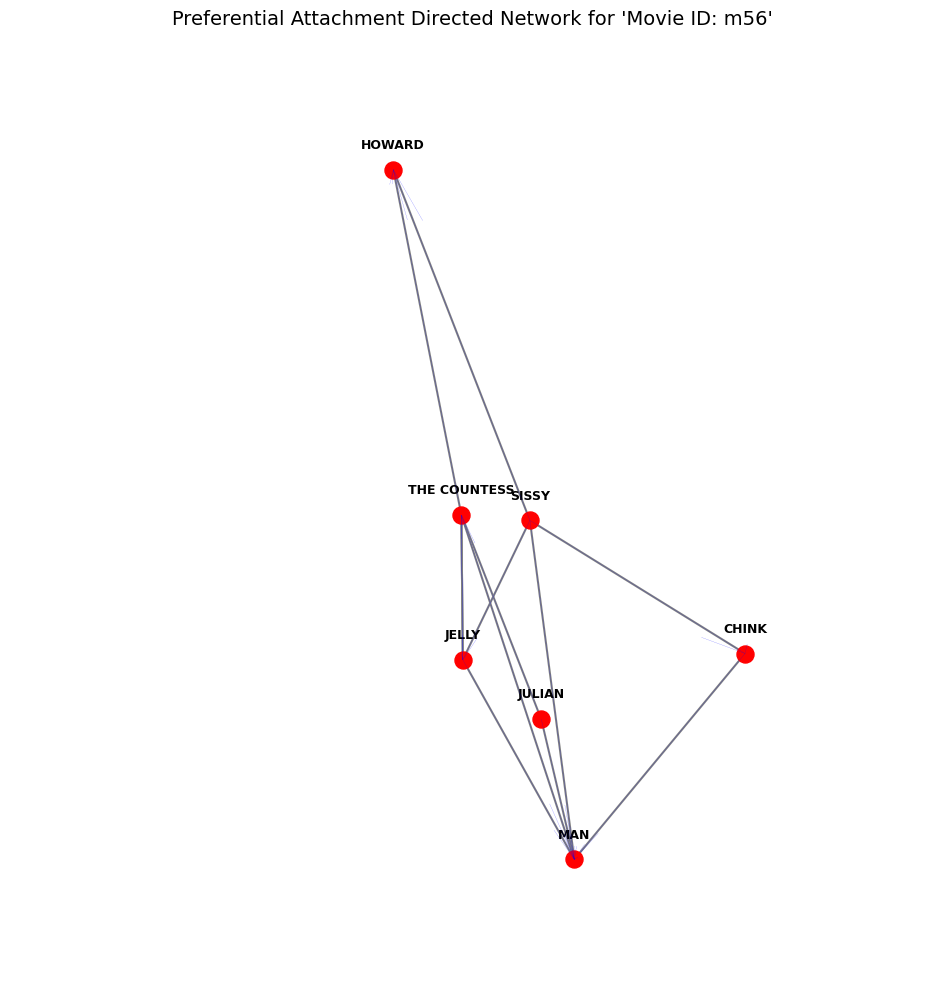 Preferential Attachment Directed Network for 'Movie ID: m56'
HOWARD
THE COUNTESS
SISSY
CHINK
JELLY
JULIAN
MAN